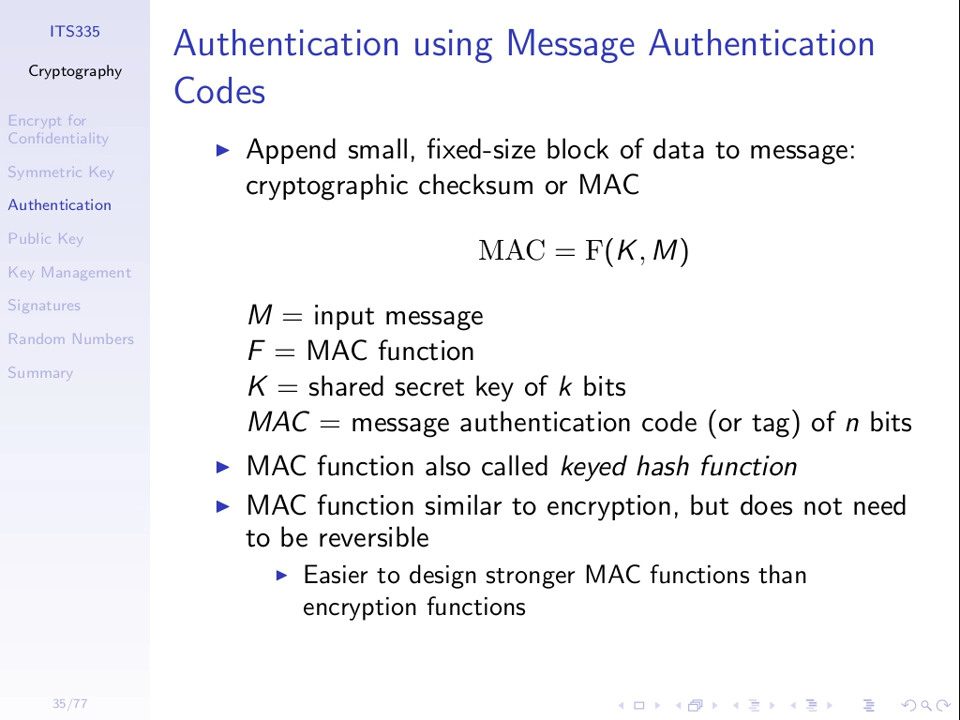 ITS335
Cryptography
Encrypt for
Confidentiality
Symmetric Key
Authentication
Public Key
Key Management
Signatures
Random Numbers
Summary
35/77
Authentication using Message Authentication
Codes
Append small, fixed-size block of data to message:
cryptographic checksum or MAC
MAC = F(K, M)
M = input message
F = MAC function
K = shared secret key of k bits
MAC = message authentication code (or tag) of n bits
MAC function also called keyed hash function
MAC function similar to encryption, but does not need
to be reversible
Easier to design stronger MAC functions than
encryption functions